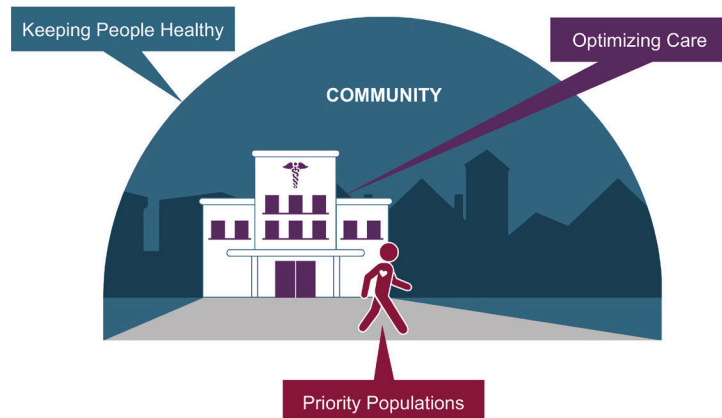 Keeping People Healthy
Optimizing Care
COMMUNITY
Priority Populations